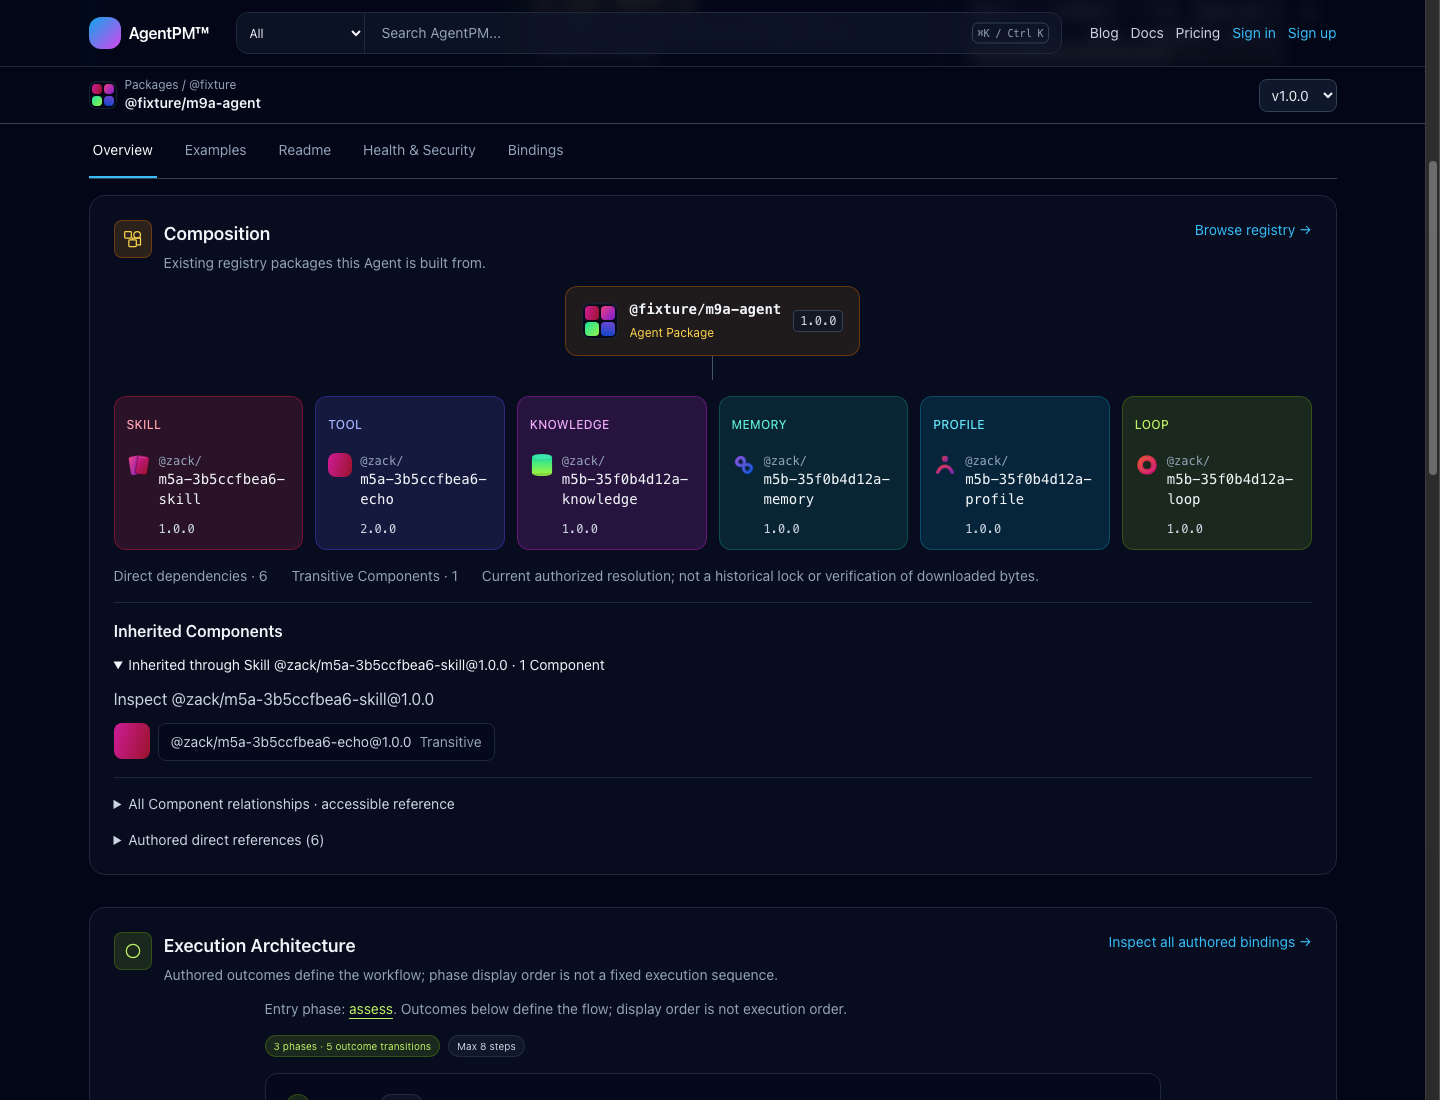 AgentPM™
All
Search AgentPM...
⌘K / Ctrl K
Blog Docs Pricing Sign in Sign up
Packages / @fixture
@fixture/m9a-agent
v1.0.0
Overview Examples Readme Health & Security Bindings
Composition
Browse registry →
Existing registry packages this Agent is built from.
@fixture/m9a-agent
Agent Package
1.0.0
SKILL
@zack/
m5a-3b5ccfbea6-
skill
1.0.0
TOOL
@zack/
m5a-3b5ccfbea6-
echo
2.0.0
KNOWLEDGE
@zack/
m5b-35f0b4d12a-
knowledge
1.0.0
MEMORY
@zack/
m5b-35f0b4d12a-
memory
1.0.0
PROFILE
@zack/
m5b-35f0b4d12a-
profile
1.0.0
LOOP
@zack/
m5b-35f0b4d12a-
loop
1.0.0
Direct dependencies · 6 Transitive Components · 1 Current authorized resolution; not a historical lock or verification of downloaded bytes.
Inherited Components
▼ Inherited through Skill @zack/m5a-3b5ccfbea6-skill@1.0.0 · 1 Component
Inspect @zack/m5a-3b5ccfbea6-skill@1.0.0
@zack/m5a-3b5ccfbea6-echo@1.0.0 Transitive
▶ All Component relationships · accessible reference
▶ Authored direct references (6)
Execution Architecture
Inspect all authored bindings →
Authored outcomes define the workflow; phase display order is not a fixed execution sequence.
Entry phase: assess. Outcomes below define the flow; display order is not execution order.
3 phases · 5 outcome transitions
Max 8 steps